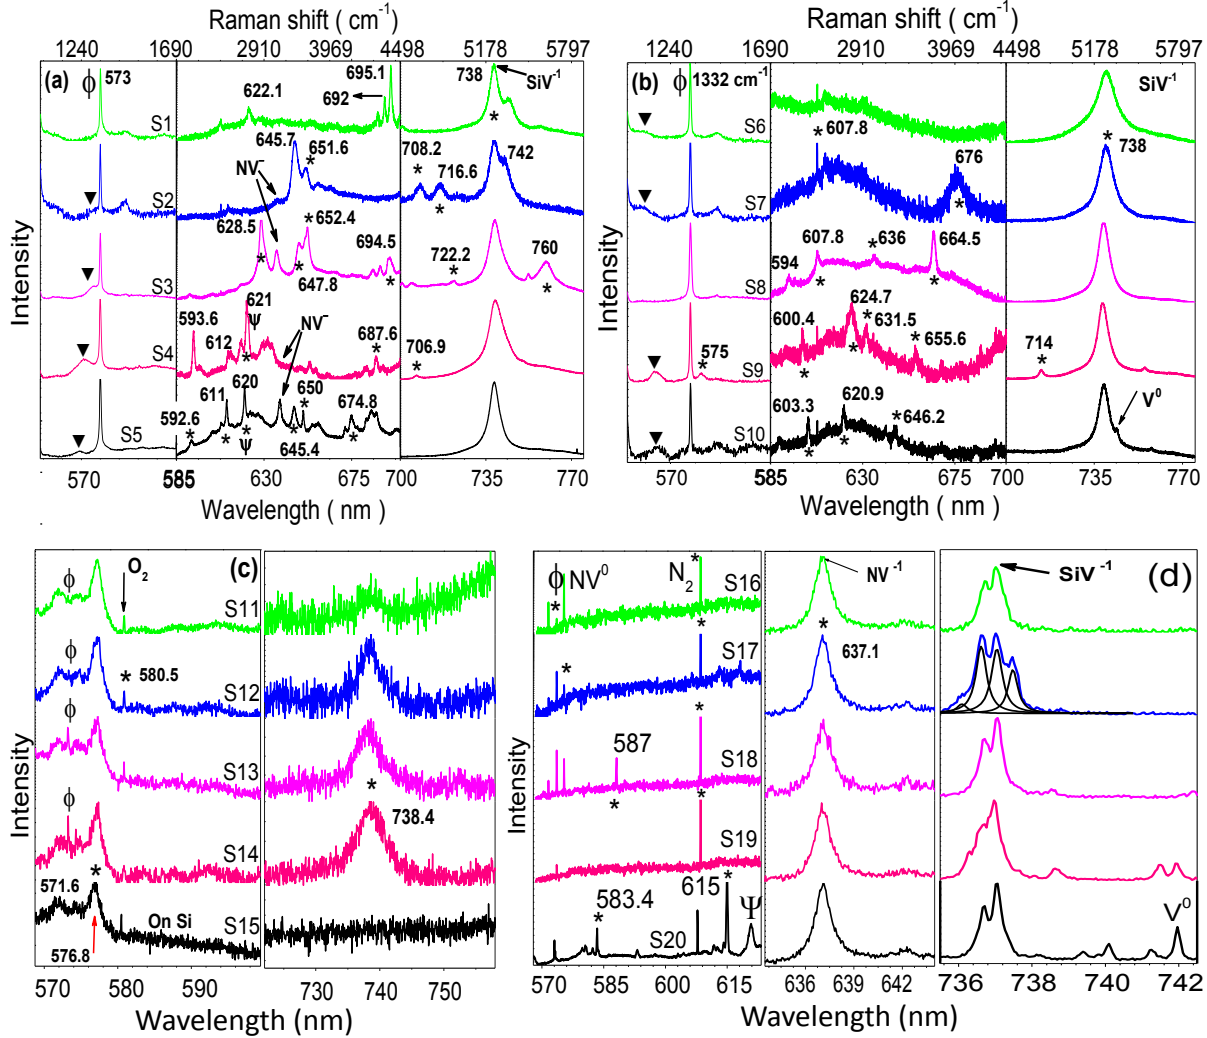 Raman shift ( cm⁻¹)
1240 1690 2910 3969 4498 5178 5797
(a) ϕ 573
622.1
692
695.1
738
SiV⁻¹
*
S1
645.7
*
651.6
NV⁻
708.2
*
716.6
*
742
S2
628.5
*
652.4
*
647.8
*
694.5
*
722.2
*
760
*
S3
593.6
612
621
Ψ
*
NV⁻
687.6
*
706.9
*
S4
592.6
*
611
*
620
*
Ψ
650
*
645.4
*
674.8
*
S5
570 585 630 675 700 735 770
Wavelength ( nm)
Intensity
Raman shift ( cm⁻¹)
1240 1690 2910 3969 4498 5178 5797
(b) ϕ 1332 cm⁻¹
SiV⁻¹
S6
* 607.8
676
*
*
738
S7
594
607.8
*
* 636
664.5
*
S8
575
*
600.4
*
624.7
*
* 631.5
*
655.6
714
*
S9
603.3
*
620.9
*
* 646.2
V⁰
S10
570 585 630 675 700 735 770
Wavelength ( nm)
Intensity
(c)
ϕ
O₂
S11
ϕ
* 580.5
S12
ϕ
S13
ϕ
*
738.4
S14
571.6
*
576.8
On Si
S15
570 580 590 730 740 750
Wavelength (nm)
Intensity
(d)
ϕ NV⁰
*
N₂
*
S16
NV⁻¹
SiV⁻¹
*
*
S17
*
637.1
587
*
*
S18
*
S19
583.4
*
615
*
Ψ
S20
V⁰
570 585 600 615 636 639 642 736 738 740 742
Wavelength (nm)
Intensity